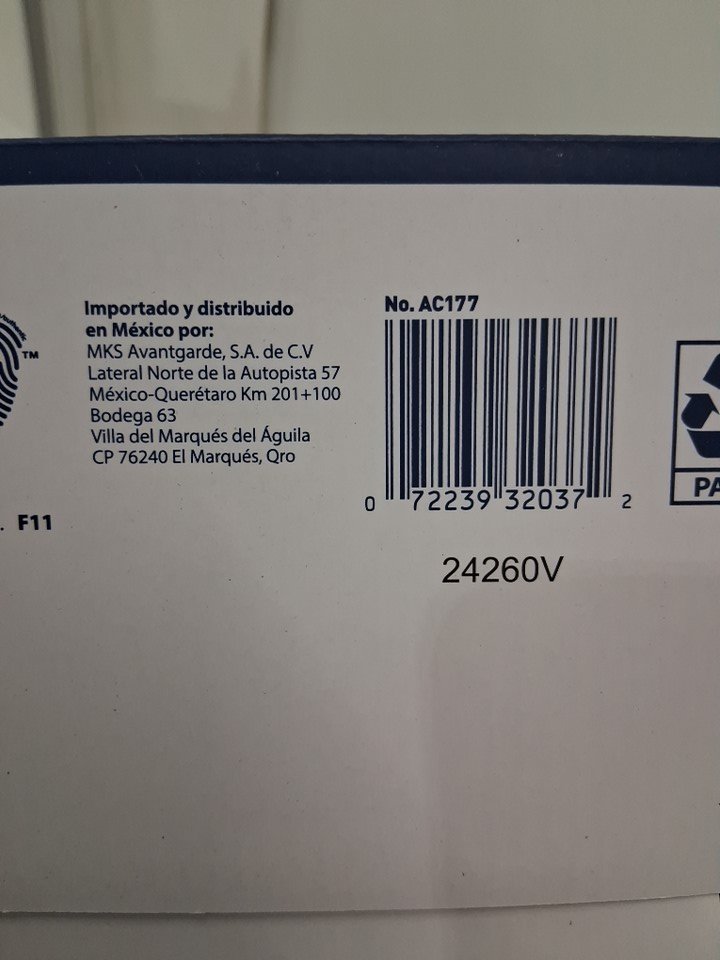 Importado y distribuido
en México por:
MKS Avantgarde, S.A. de C.V
Lateral Norte de la Autopista 57
México-Querétaro Km 201+100
Bodega 63
Villa del Marqués del Águila
CP 76240 El Marqués, Qro
TM
. F11
No. AC177
0 72239 32037 2
24260V
PA